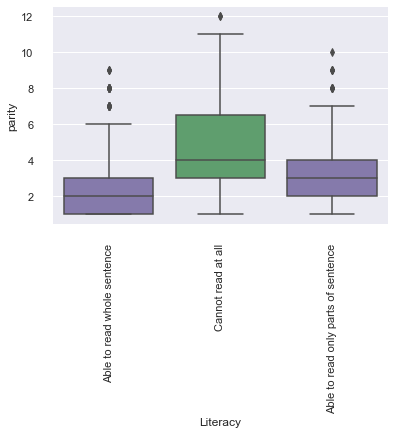 12
10
8
6
4
2
parity
Able to read whole sentence
Cannot read at all
Able to read only parts of sentence
Literacy